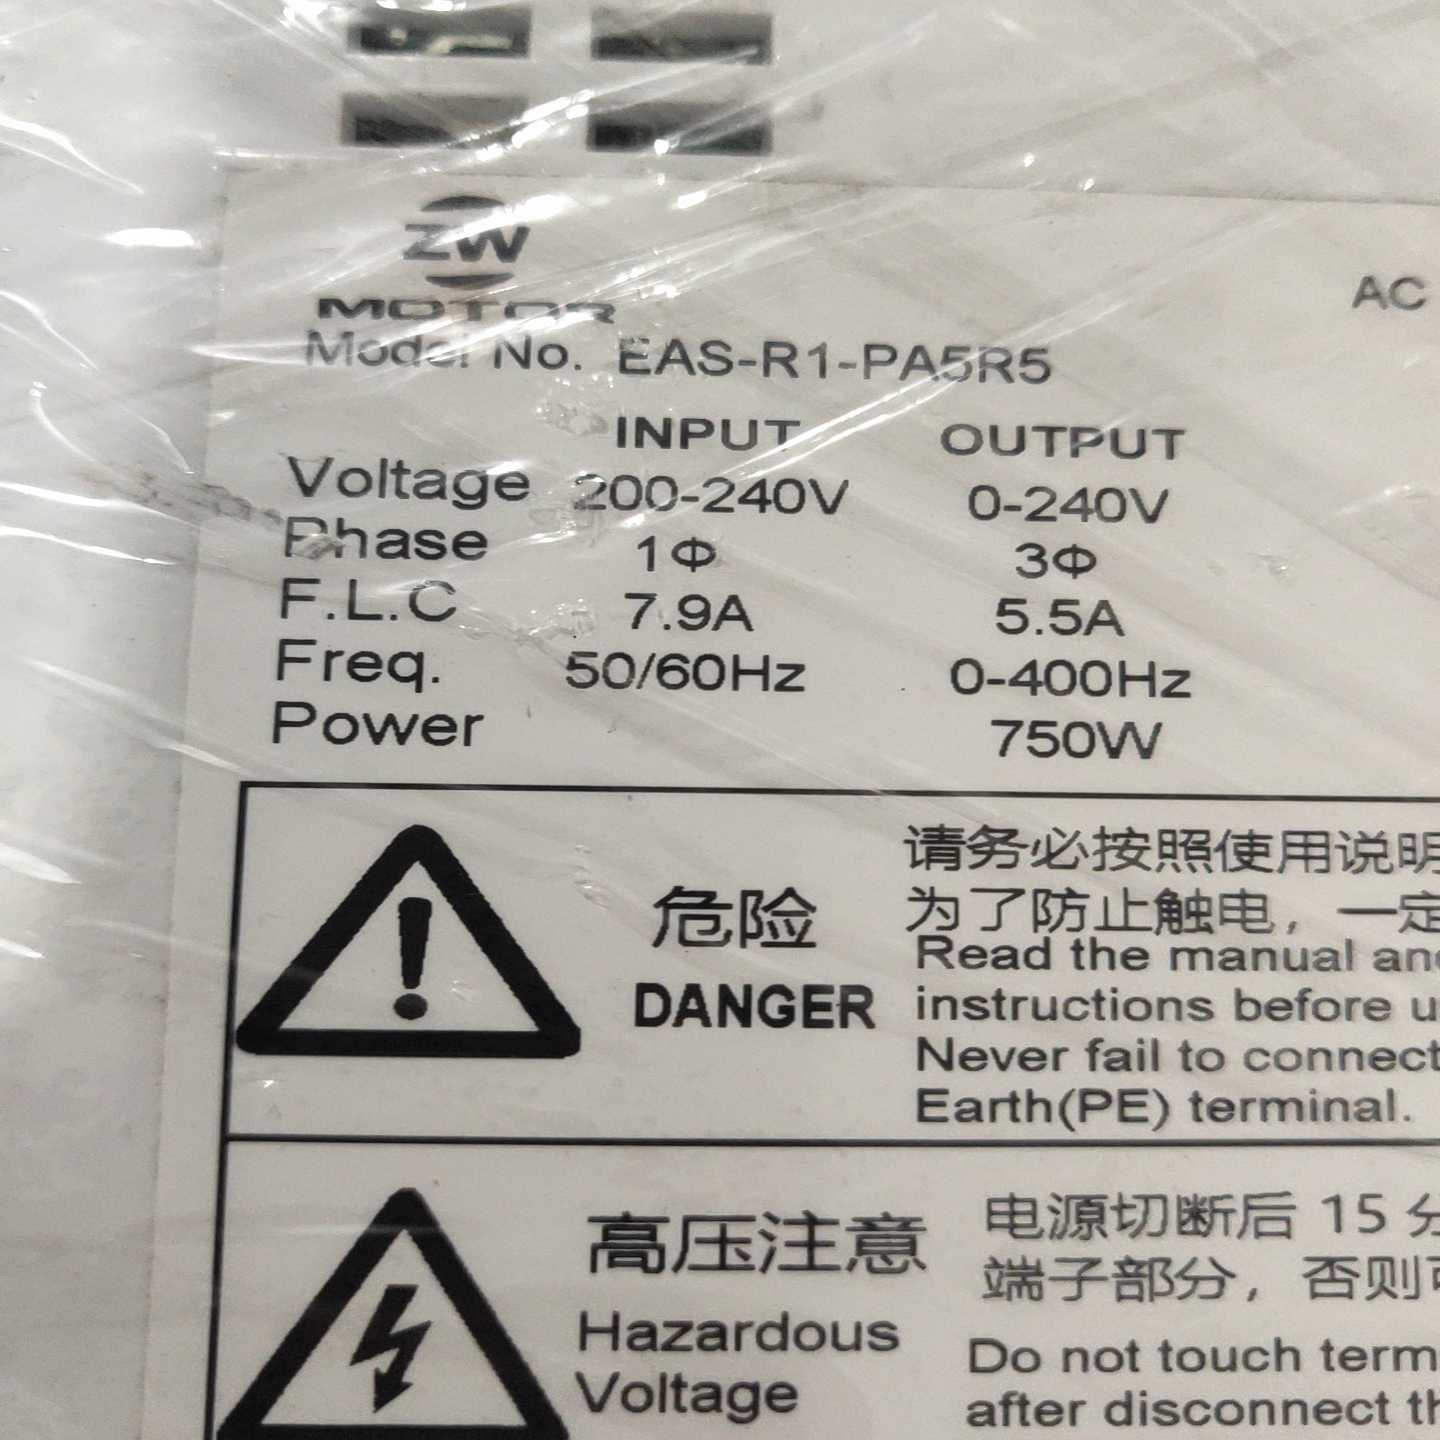 ZW
MOTOR
AC
Model No. EAS-R1-PA5R5
INPUT OUTPUT
Voltage 200-240V 0-240V
Phase 1Φ 3Φ
F.L.C 7.9A 5.5A
Freq. 50/60Hz 0-400Hz
Power 750W
危险
DANGER
请务必按照使用说明
为了防止触电，一定
Read the manual and
instructions before u
Never fail to connect
Earth(PE) terminal.
高压注意
Hazardous
Voltage
电源切断后 15 分
端子部分，否则可
Do not touch term
after disconnect th